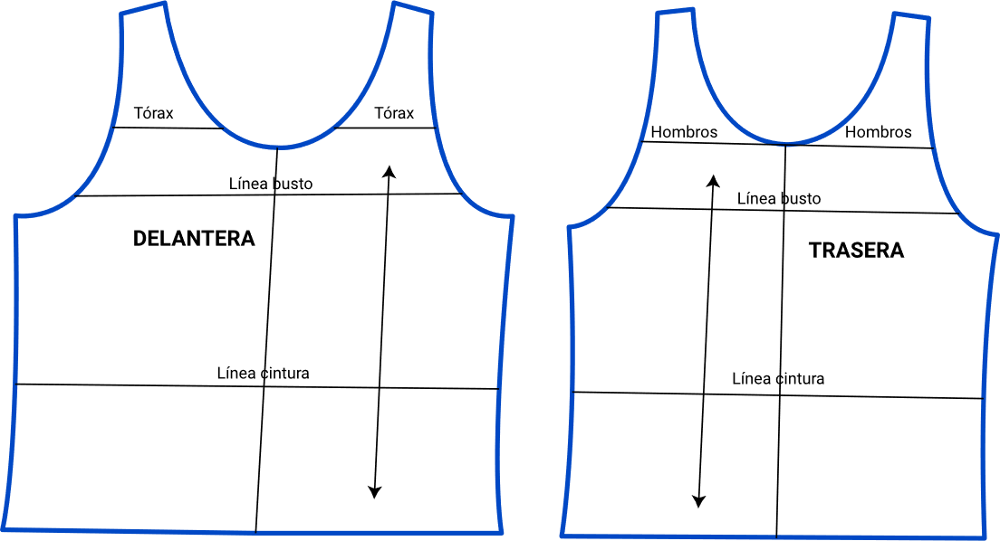 Tórax
Tórax
Línea busto
DELANTERA
Línea cintura
Hombros
Hombros
Línea busto
TRASERA
Línea cintura